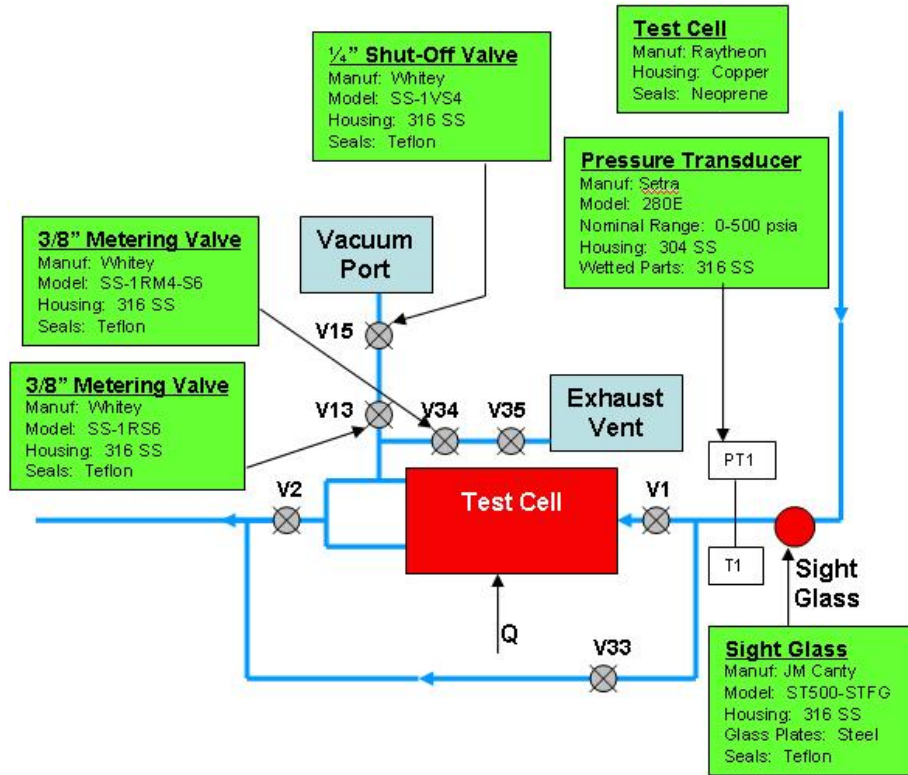 ¼" Shut-Off Valve
Manuf: Whitey
Model: SS-1VS4
Housing: 316 SS
Seals: Teflon
Test Cell
Manuf: Raytheon
Housing: Copper
Seals: Neoprene
Pressure Transducer
Manuf: Setra
Model: 280E
Nominal Range: 0-500 psia
Housing: 304 SS
Wetted Parts: 316 SS
3/8" Metering Valve
Manuf: Whitey
Model: SS-1RM4-S6
Housing: 316 SS
Seals: Teflon
Vacuum
Port
V15
3/8" Metering Valve
Manuf: Whitey
Model: SS-1RS6
Housing: 316 SS
Seals: Teflon
V13
V34
V35
Exhaust
Vent
PT1
V2
Test Cell
V1
T1
Sight
Glass
Q
V33
Sight Glass
Manuf: JM Canty
Model: ST500-STFG
Housing: 316 SS
Glass Plates: Steel
Seals: Teflon